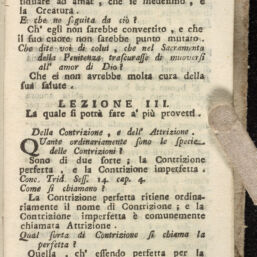 tiquare ad amar, che se medesimo, e
la Creatura.
E che ne seguita da ciò?
Ch' egli non sarebbe convertito, e che
il suo cuore non sarebbe punto mutato.
Che dite voi di colui, che nel Sacramento
della Penitenza trascurasse di muoversi
all' amor di Dio?
Che ei non avrebbe molta cura della
sua salute.
LEZIONE III.
La quale si potrà fare a' più provetti.
Della Contrizione, e dell' Attrizione.
QUante ordinariamente sono le specie
delle Contrizioni?
Sono di due sorte; la Contrizione
perfetta, e la Contrizione imperfetta.
Conc. Trid. Sess. 14. cap. 4.
Come si chiamano?
La Contrizione perfetta ritiene ordina-
riamente il nome di Contrizione; e la
Contrizione imperfetta è comunemente
chiamata Attrizione.
Qual sorta di Contrizione si chiama la
perfetta?
Quella, ch' essendo perfetta per la